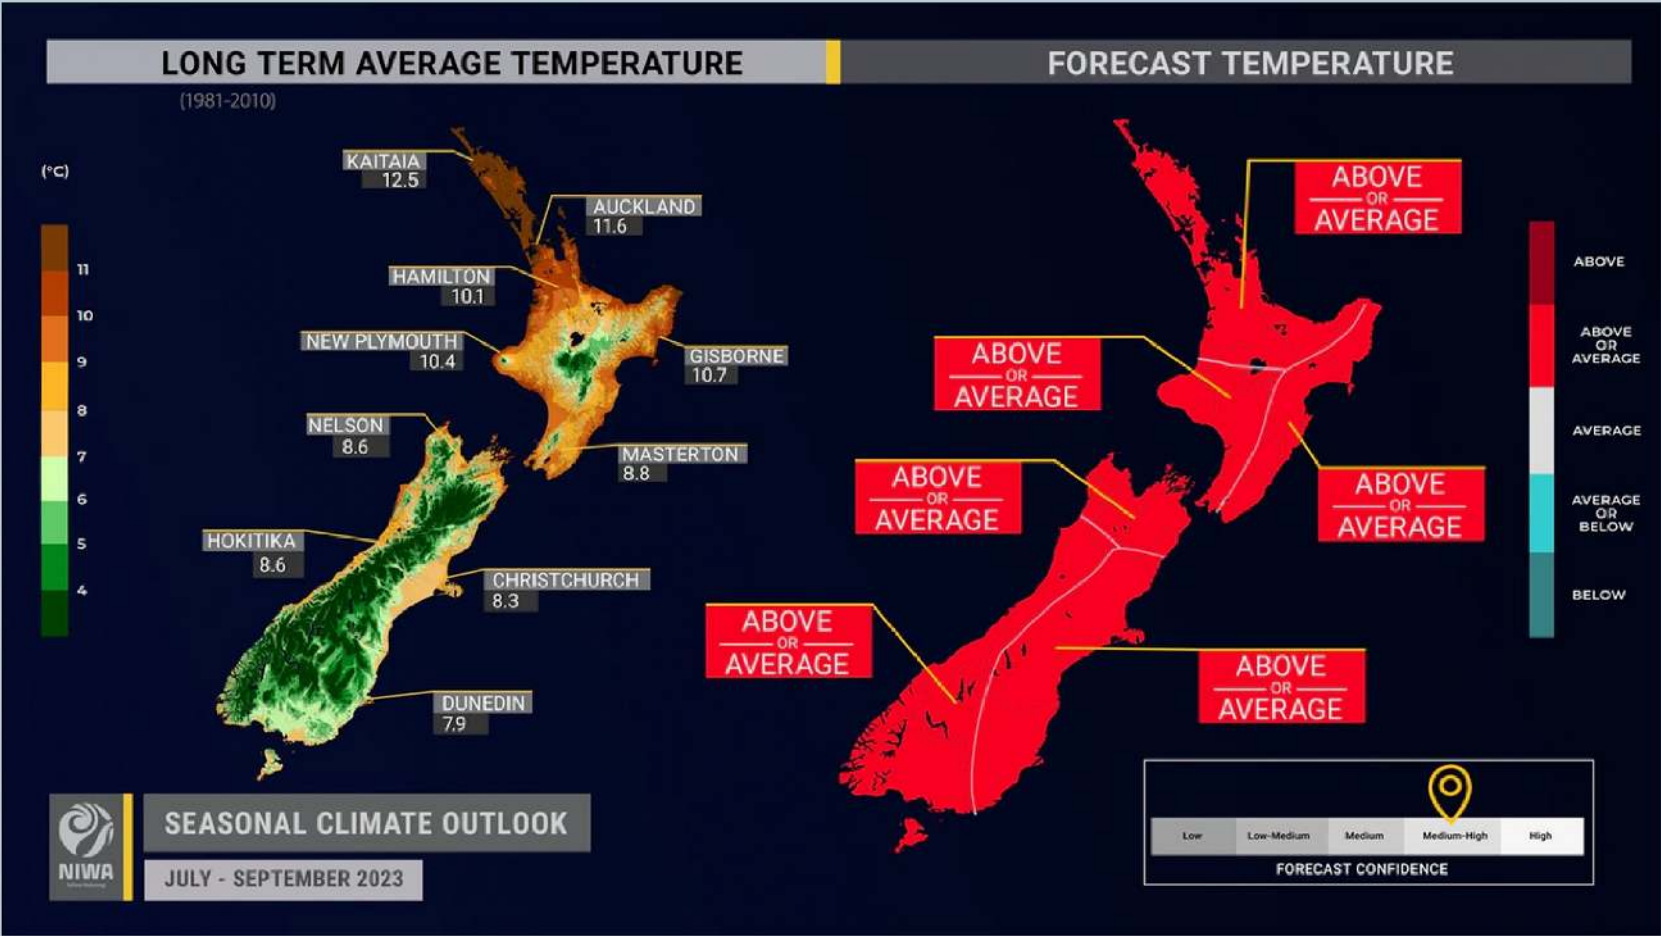 LONG TERM AVERAGE TEMPERATURE
(1981-2010)
(°C)
11
10
9
8
7
6
5
4
KAITAIA
12.5
AUCKLAND
11.6
HAMILTON
10.1
NEW PLYMOUTH
10.4
GISBORNE
10.7
NELSON
8.6
MASTERTON
8.8
HOKITIKA
8.6
CHRISTCHURCH
8.3
DUNEDIN
7.9
NIWA
SEASONAL CLIMATE OUTLOOK
JULY - SEPTEMBER 2023
FORECAST TEMPERATURE
ABOVE
OR
AVERAGE
ABOVE
OR
AVERAGE
ABOVE
OR
AVERAGE
ABOVE
OR
AVERAGE
ABOVE
OR
AVERAGE
ABOVE
OR
AVERAGE
ABOVE
ABOVE
OR
AVERAGE
AVERAGE
AVERAGE
OR
BELOW
BELOW
Low
Low-Medium
Medium
Medium-High
High
FORECAST CONFIDENCE